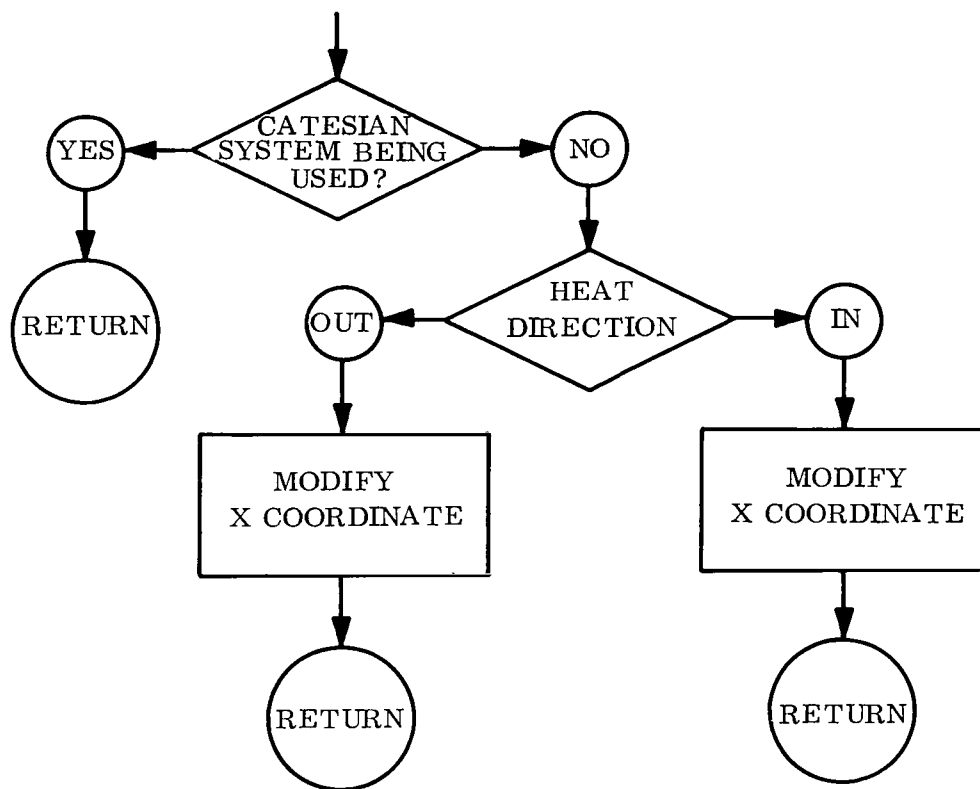 CATESIAN
SYSTEM BEING
USED?
YES
NO
RETURN
HEAT
DIRECTION
OUT
IN
MODIFY
X COORDINATE
MODIFY
X COORDINATE
RETURN
RETURN